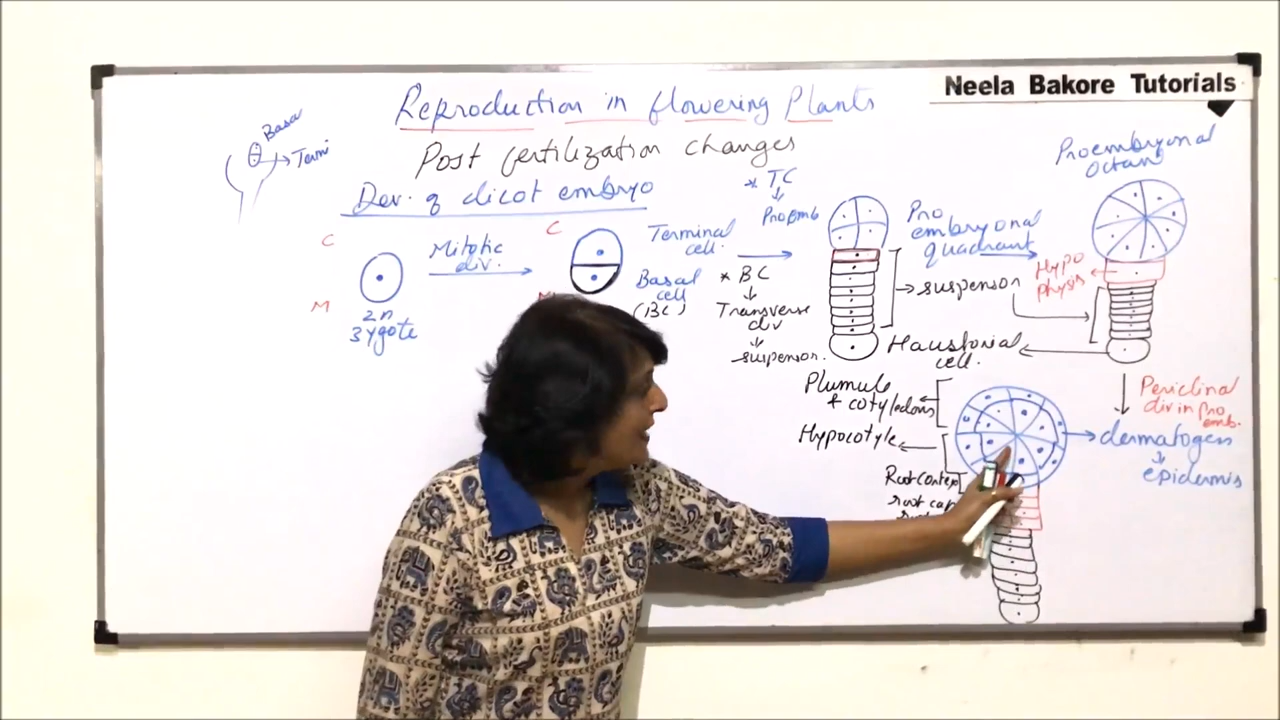 Neela Bakore Tutorials
Reproduction in flowering Plants
Post fertilization changes
Dev. of dicot embryo
Basa
Termi
C
M
2n
zygote
Mitotic
div.
C
Terminal
cell.
Basal
cell
(BC)
* TC
Proemb
* BC
Transverse
div
suspensor.
Pro
embryonal
quadrant
suspensor
Haustorial
cell.
Hypo
physis
Proembryonal
Octant
Periclinal
div in pro
emb.
dermatogen
epidermis
Plumule
& cotyledons
Hypocotyle
Root cortex
root cap